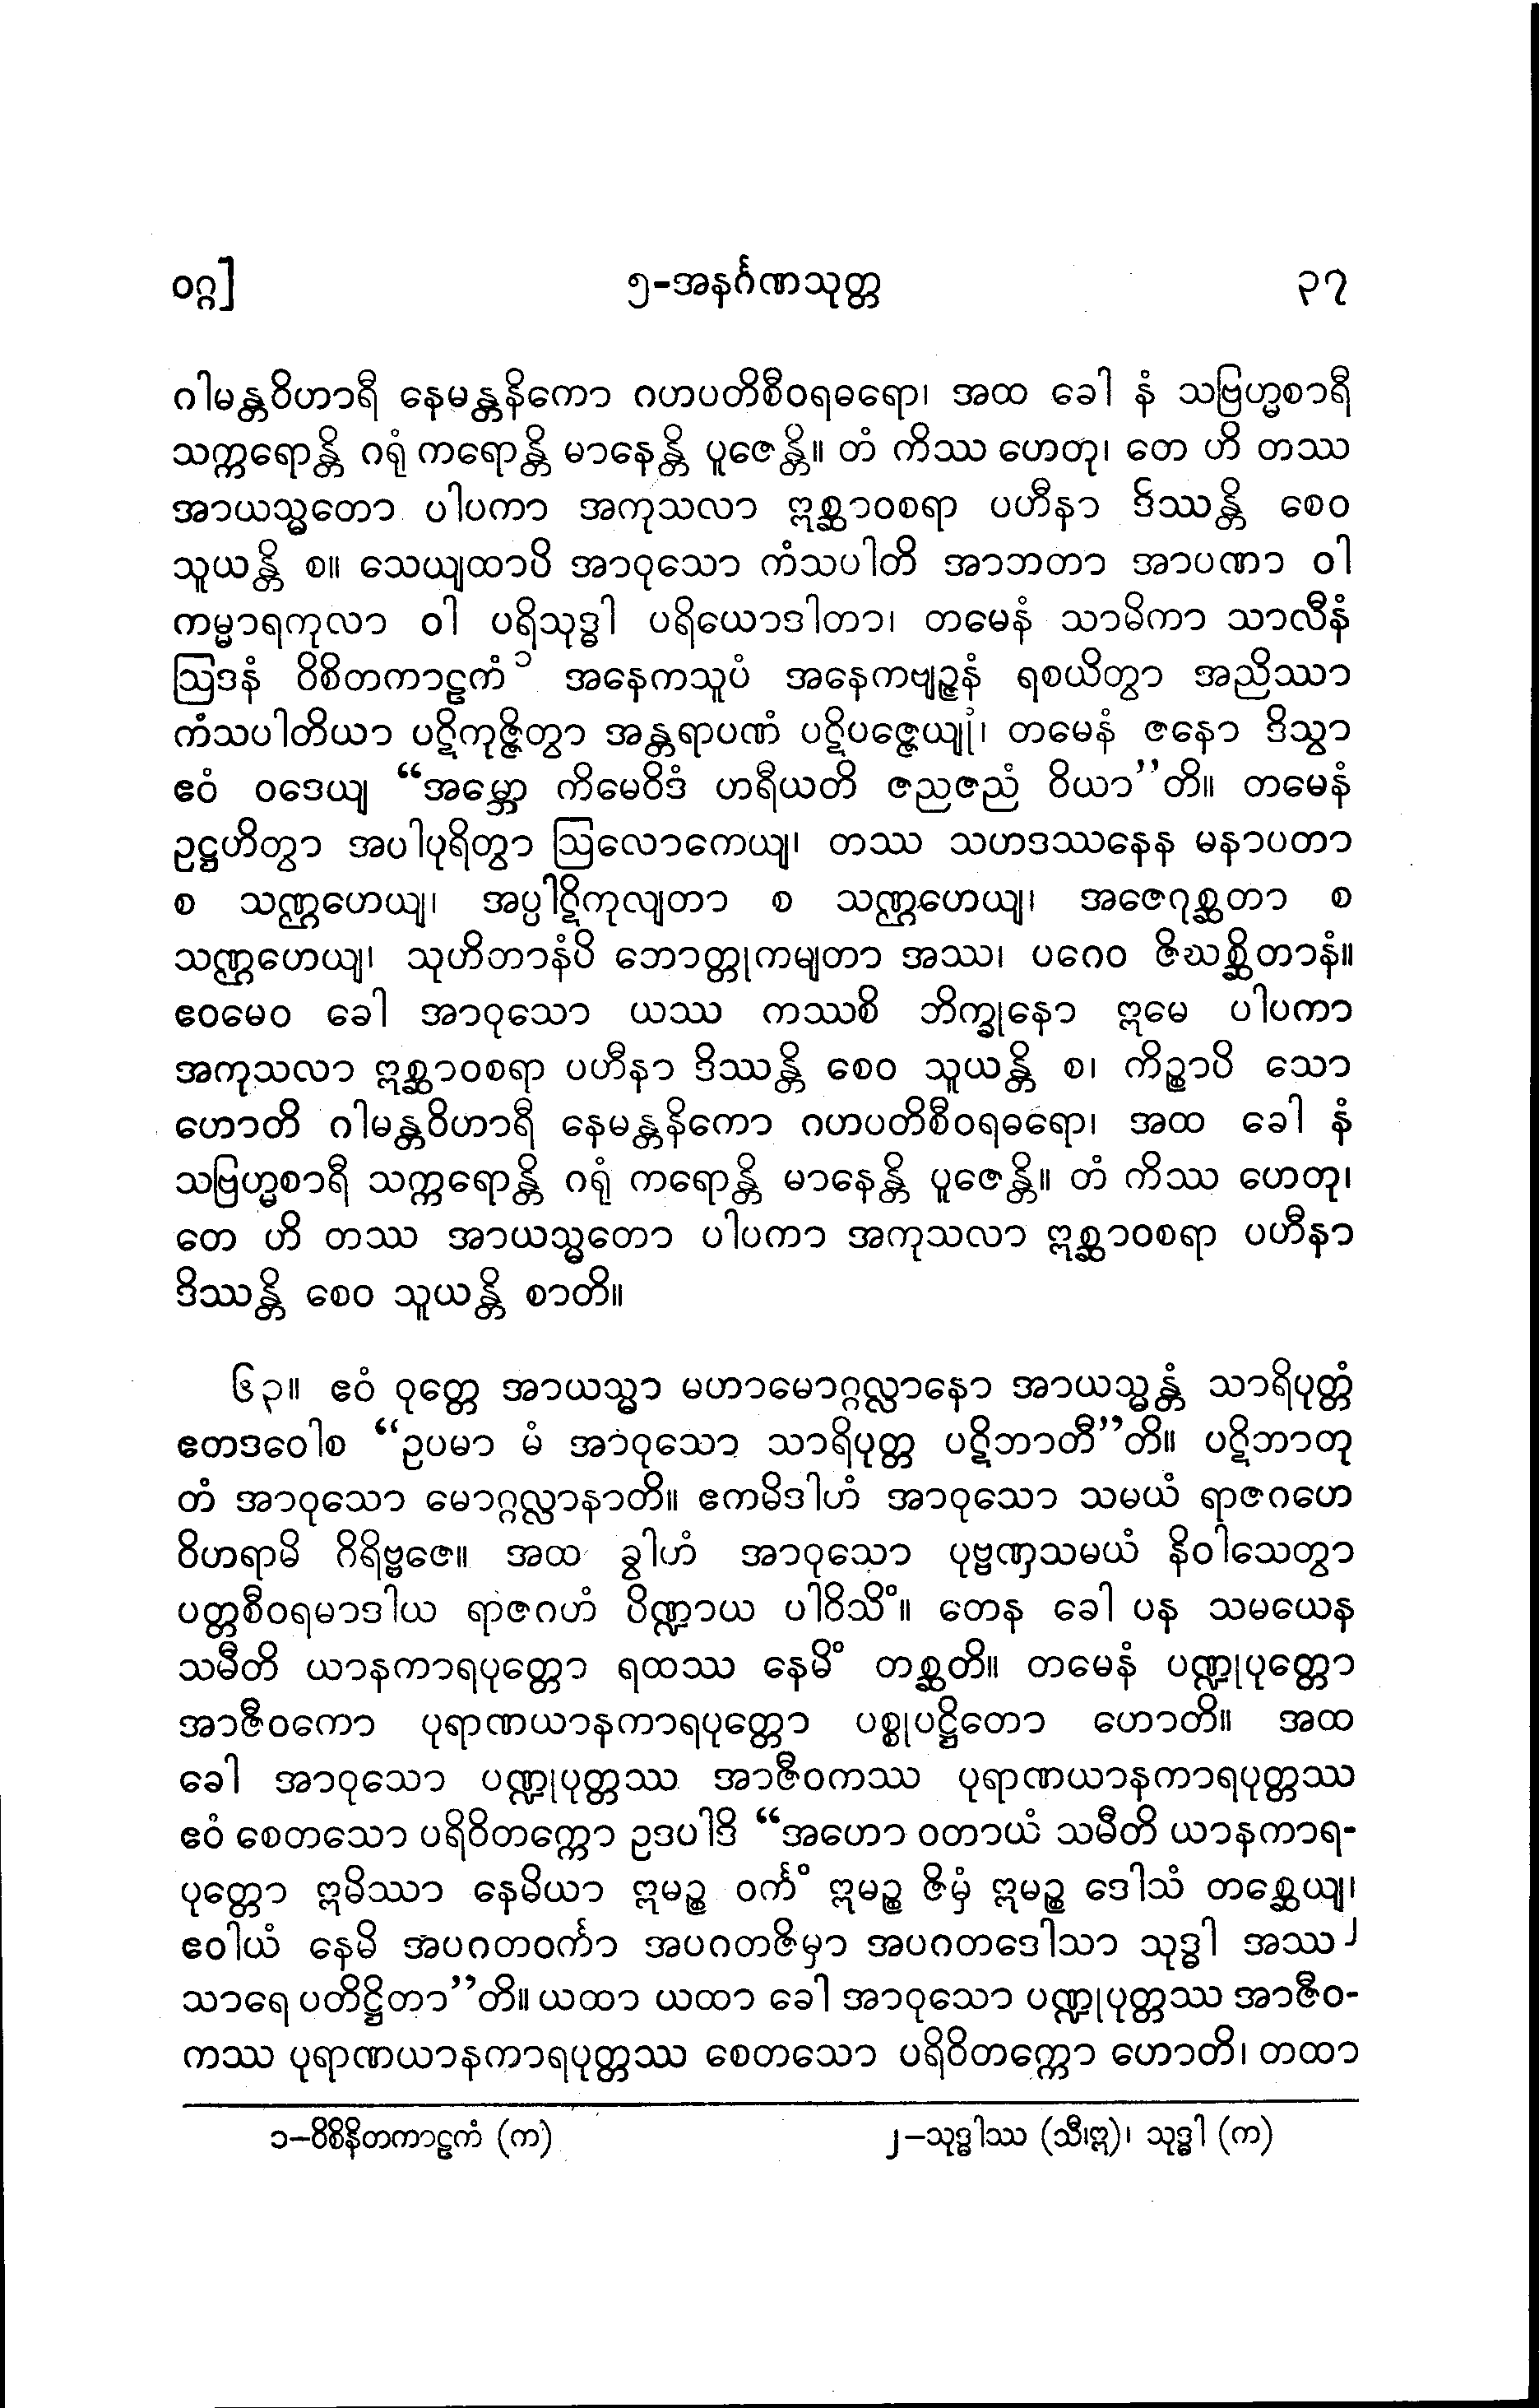 ဝဂ္ဂ]
၅-အနင်္ဂဏသုတ္တ
၃၇
ဂါမန္တဝိဟာရီ နေမန္တနိကော ဂဟပတိစီဝရဓရော၊ အထ ခေါ နံ သဗြဟ္မစာရီ
သက္ကရောန္တိ ဂရုံ ကရောန္တိ မာနေန္တိ ပူဇေန္တိ။ တံ ကိဿ ဟေတု၊ တေ ဟိ တဿ
အာယသ္မတော ပါပကာ အကုသလာ ဣစ္ဆာဝစရာ ပဟီနာ ဒိဿန္တိ စေဝ
သူယန္တိ စ။ သေယျထာပိ အာဝုသော ကံသပါတိ အာဘတာ အာပဏာ ဝါ
ကမ္မာရကုလာ ဝါ ပရိသုဒ္ဓါ ပရိယောဒါတာ၊ တမေနံ သာမိကာ သာလီနံ
ဩဒနံ ဝိစိတကာဠကံ ၁ အနေကသူပံ အနေကဗျဉ္ဇနံ ရစယိတွာ အညိဿာ
ကံသပါတိယာ ပဋိကုဇ္ဇိတွာ အန္တရာပဏံ ပဋိပဇ္ဇေယျုံ၊ တမေနံ ဇနော ဒိသွာ
ဧဝံ ဝဒေယျ “အမ္ဘော ကိမေဝိဒံ ဟရီယတိ ဇညဇညံ ဝိယာ”တိ။ တမေနံ
ဥဋ္ဌဟိတွာ အပါပုရိတွာ ဩလောကေယျ၊ တဿ သဟဒဿနေန မနာပတာ
စ သဏ္ဌဟေယျ၊ အပ္ပါဋိကုလျတာ စ သဏ္ဌဟေယျ၊ အဇေဂုစ္ဆတာ စ
သဏ္ဌဟေယျ၊ သုဟိတာနံပိ ဘောတ္တုကမျတာ အဿ၊ ပဂေဝ ဇိဃစ္ဆိတာနံ။
ဧဝမေဝ ခေါ အာဝုသော ယဿ ကဿစိ ဘိက္ခုနော ဣမေ ပါပကာ
အကုသလာ ဣစ္ဆာဝစရာ ပဟီနာ ဒိဿန္တိ စေဝ သူယန္တိ စ၊ ကိဉ္စာပိ သော
ဟောတိ ဂါမန္တဝိဟာရီ နေမန္တနိကော ဂဟပတိစီဝရဓရော၊ အထ ခေါ နံ
သဗြဟ္မစာရီ သက္ကရောန္တိ ဂရုံ ကရောန္တိ မာနေန္တိ ပူဇေန္တိ။ တံ ကိဿ ဟေတု၊
တေ ဟိ တဿ အာယသ္မတော ပါပကာ အကုသလာ ဣစ္ဆာဝစရာ ပဟီနာ
ဒိဿန္တိ စေဝ သူယန္တိ စာတိ။
၆၃။ ဧဝံ ဝုတ္တေ အာယသ္မာ မဟာမောဂ္ဂလ္လာနော အာယသ္မန္တံ သာရိပုတ္တံ
ဧတဒဝေါစ “ဥပမာ မံ အာဝုသော သာရိပုတ္တ ပဋိဘာတီ”တိ။ ပဋိဘာတု
တံ အာဝုသော မောဂ္ဂလ္လာနာတိ။ ဧကမိဒါဟံ အာဝုသော သမယံ ရာဇဂဟေ
ဝိဟရာမိ ဂိရိဗ္ဗဇေ။ အထ ခွါဟံ အာဝုသော ပုဗ္ဗဏှသမယံ နိဝါသေတွာ
ပတ္တစီဝရမာဒါယ ရာဇဂဟံ ပိဏ္ဍာယ ပါဝိသိံ။ တေန ခေါ ပန သမယေန
သမီတိ ယာနကာရပုတ္တော ရထဿ နေမိံ တစ္ဆတိ။ တမေနံ ပဏ္ဍုပုတ္တော
အာဇီဝကော ပုရာဏယာနကာရပုတ္တော ပစ္စုပဋ္ဌိတော ဟောတိ။ အထ
ခေါ အာဝုသော ပဏ္ဍုပုတ္တဿ အာဇီဝကဿ ပုရာဏယာနကာရပုတ္တဿ
ဧဝံ စေတသော ပရိဝိတက္ကော ဥဒပါဒိ “အဟော ဝတာယံ သမီတိ ယာနကာရ-
ပုတ္တော ဣမိဿာ နေမိယာ ဣမဉ္စ ဝင်္ကံ ဣမဉ္စ ဇိမှံ ဣမဉ္စ ဒေါသံ တစ္ဆေယျ၊
ဧဝါယံ နေမိ အပဂတဝင်္ကာ အပဂတဇိမှာ အပဂတဒေါသာ သုဒ္ဓါ အဿ ၂
သာရေ ပတိဋ္ဌိတာ”တိ။ ယထာ ယထာ ခေါ အာဝုသော ပဏ္ဍုပုတ္တဿ အာဇီဝ-
ကဿ ပုရာဏယာနကာရပုတ္တဿ စေတသော ပရိဝိတက္ကော ဟောတိ၊ တထာ
၁–ဝိစိနိတကာဠကံ (က)
၂–သုဒ္ဓါဿ (သီ၊ဣ)၊ သုဒ္ဓါ (က)